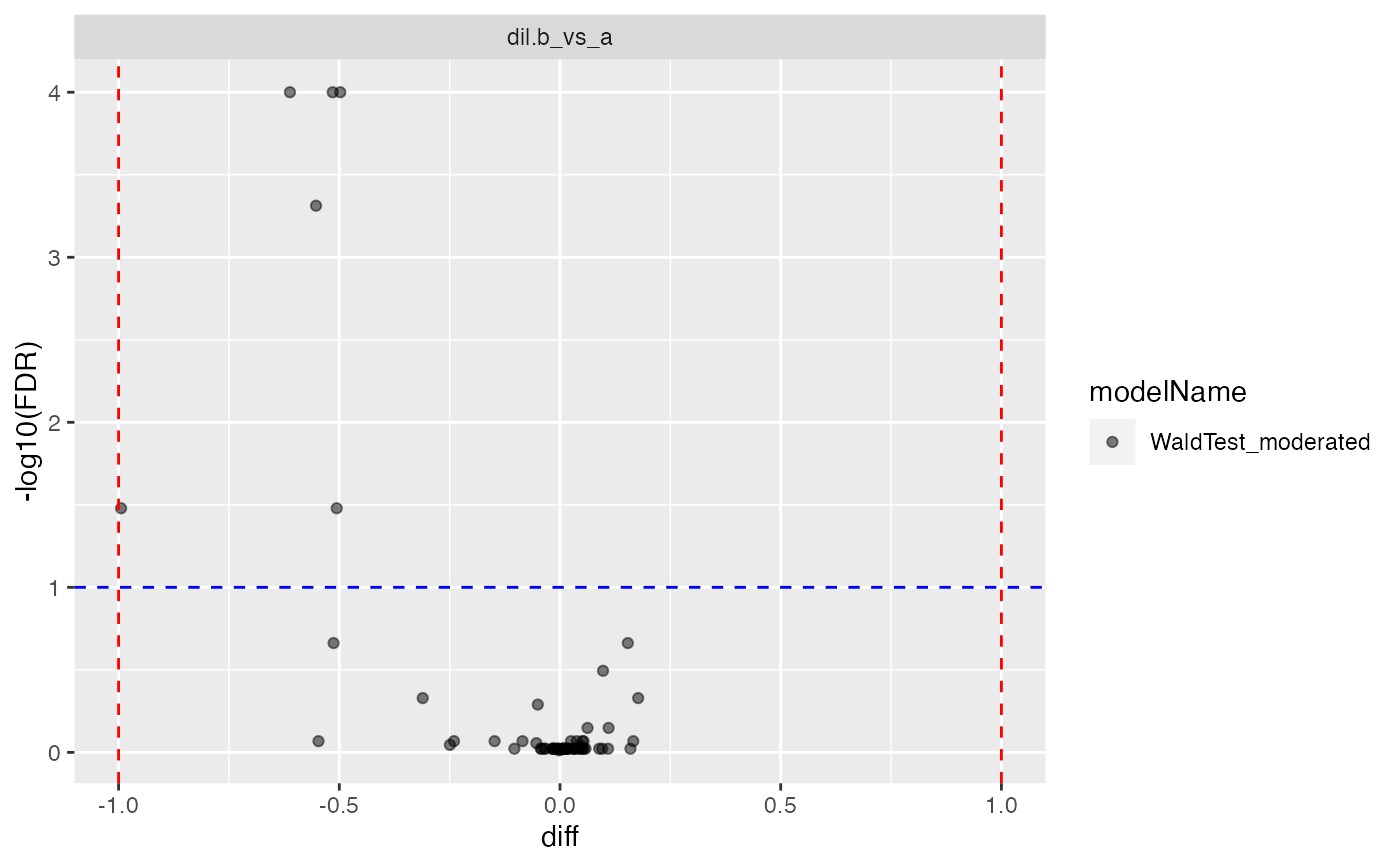 dil.b_vs_a
4
3
2
1
0
-log10(FDR)
-1.0
-0.5
0.0
0.5
1.0
diff
modelName
WaldTest_moderated